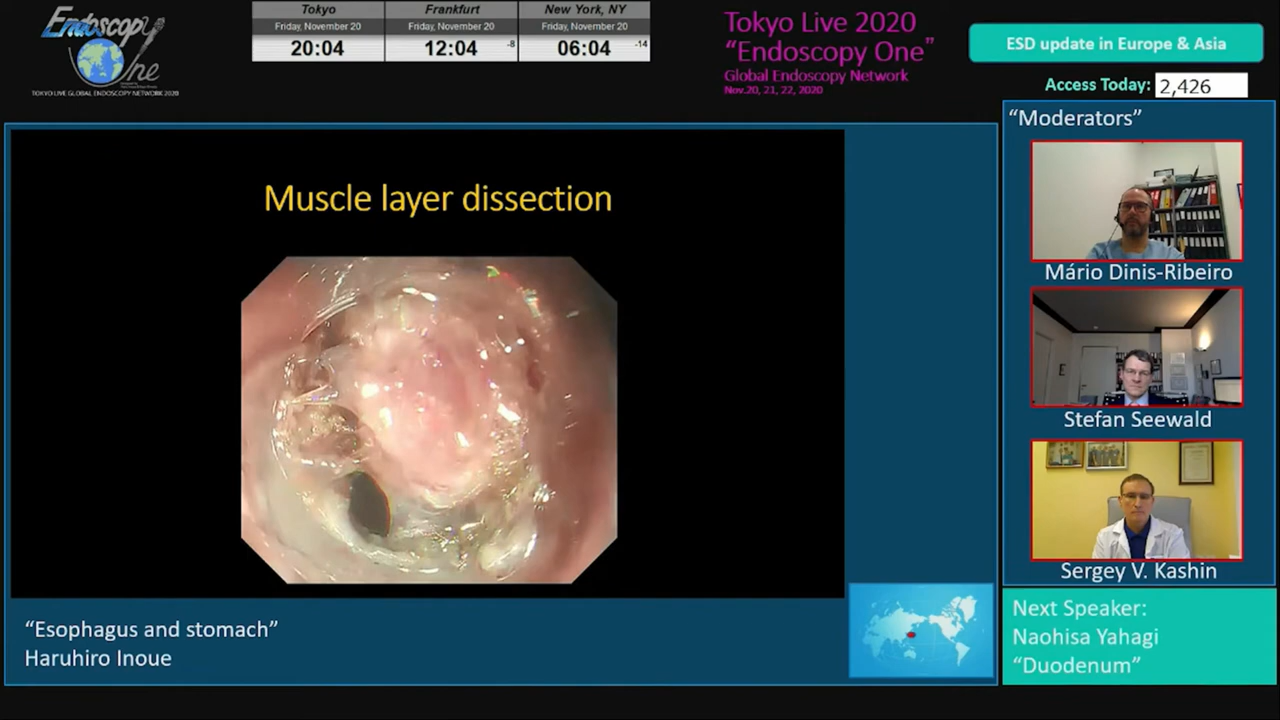 Endoscopy
One
TOKYO LIVE GLOBAL ENDOSCOPY NETWORK 2020
Tokyo
Friday, November 20
20:04
Frankfurt
Friday, November 20
12:04
-8
New York, NY
Friday, November 20
06:04
-14
Tokyo Live 2020
“Endoscopy One”
Global Endoscopy Network
Nov.20, 21, 22, 2020
ESD update in Europe & Asia
Access Today: 2,426
Muscle layer dissection
“Moderators”
Mário Dinis-Ribeiro
Stefan Seewald
Sergey V. Kashin
“Esophagus and stomach”
Haruhiro Inoue
Next Speaker:
Naohisa Yahagi
“Duodenum”